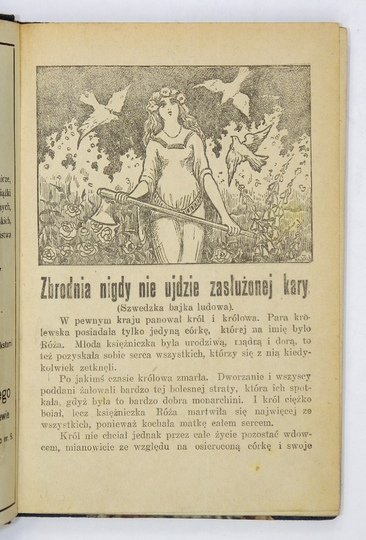 Zbrodnia nigdy nie ujdzie zasłużonej kary
(Szwedzka bajka ludowa).
W pewnym kraju panował król i królowa. Para kró-
lewska posiadała tylko jedyną córkę, której na imię było
Róża. Młoda księżniczka była urodziwą, mądrą i dorą, to
też pozyskała sobie serca wszystkich, którzy się z nią kiedy-
kolwiek zetknęli.
Po jakimś czasie królowa zmarła. Dworzanie i wszyscy
poddani żałowali bardzo tej bolesnej straty, która ich spot-
kała, gdyż była to bardzo dobra monarchini. I król ciężko
bolał, lecz księżniczka Róża martwiła się najwięcej ze
wszystkich, ponieważ kochała matkę całem sercem.
Król nie chciał jednak przez całe życie pozostać wdow-
cem, mianowicie ze względu na osieroconą córkę i swoje